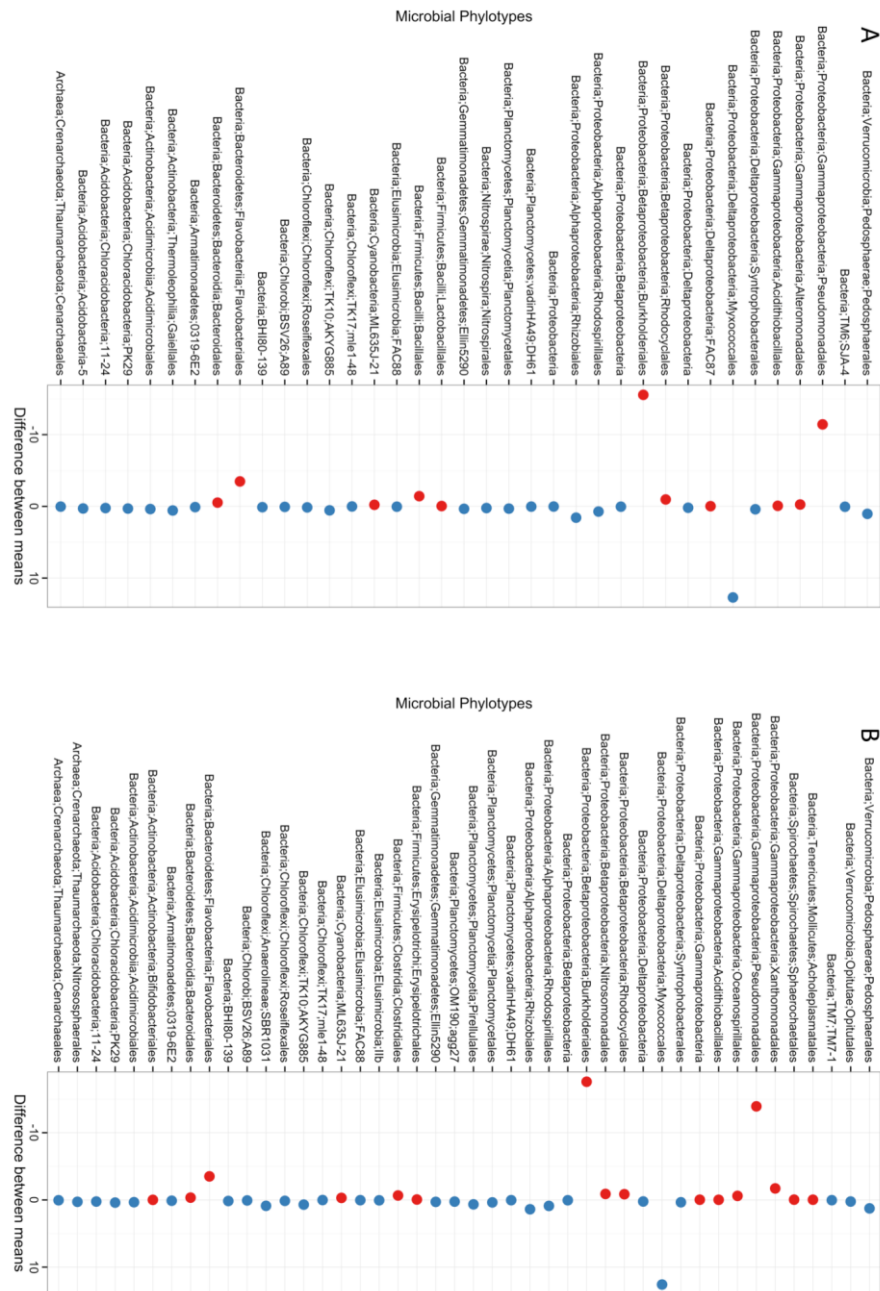 A
Microbial Phylotypes
Bacteria;Verrucomicrobia;Pedosphaerae;Pedosphaerales
Bacteria;TM6;SJA-4
Bacteria;Proteobacteria;Gammaproteobacteria;Pseudomonadales
Bacteria;Proteobacteria;Gammaproteobacteria;Alteromonadales
Bacteria;Proteobacteria;Gammaproteobacteria;Acidithiobacillales
Bacteria;Proteobacteria;Deltaproteobacteria;Syntrophobacterales
Bacteria;Proteobacteria;Deltaproteobacteria;Myxococcales
Bacteria;Proteobacteria;Deltaproteobacteria;FAC87
Bacteria;Proteobacteria;Deltaproteobacteria
Bacteria;Proteobacteria;Betaproteobacteria;Rhodocyclales
Bacteria;Proteobacteria;Betaproteobacteria;Burkholderiales
Bacteria;Proteobacteria;Betaproteobacteria
Bacteria;Proteobacteria;Alphaproteobacteria;Rhodospirillales
Bacteria;Proteobacteria;Alphaproteobacteria;Rhizobiales
Bacteria;Proteobacteria
Bacteria;Planctomycetes;vadinHA49;DH61
Bacteria;Planctomycetes;Planctomycetia;Planctomycetales
Bacteria;Nitrospirae;Nitrospira;Nitrospirales
Bacteria;Gemmatimonadetes;Gemmatimonadetes;Ellin5290
Bacteria;Firmicutes;Bacilli;Lactobacillales
Bacteria;Firmicutes;Bacilli;Bacillales
Bacteria;Elusimicrobia;Elusimicrobia;FAC88
Bacteria;Cyanobacteria;ML635J-21
Bacteria;Chloroflexi;TK17;mle1-48
Bacteria;Chloroflexi;TK10;AKYG885
Bacteria;Chloroflexi;Chloroflexi;Roseiflexales
Bacteria;Chlorobi;BSV26;A89
Bacteria;BHI80-139
Bacteria;Bacteroidetes;Flavobacteriia;Flavobacteriales
Bacteria;Bacteroidetes;Bacteroidia;Bacteroidales
Bacteria;Armatimonadetes;0319-6E2
Bacteria;Actinobacteria;Thermoleophilia;Gaiellales
Bacteria;Actinobacteria;Acidimicrobiia;Acidimicrobiales
Bacteria;Acidobacteria;Chloracidobacteria;PK29
Bacteria;Acidobacteria;Chloracidobacteria;11-24
Bacteria;Acidobacteria;Acidobacteria-5
Archaea;Crenarchaeota;Thaumarchaeota;Cenarchaeales
-10
0
10
Difference between means
B
Microbial Phylotypes
Bacteria;Verrucomicrobia;Pedosphaerae;Pedosphaerales
Bacteria;Verrucomicrobia;Opitutae;Opitutales
Bacteria;TM7;TM7-1
Bacteria;Tenericutes;Mollicutes;Acholeplasmatales
Bacteria;Spirochaetes;Spirochaetes;Sphaerochaetales
Bacteria;Proteobacteria;Gammaproteobacteria;Xanthomonadales
Bacteria;Proteobacteria;Gammaproteobacteria;Pseudomonadales
Bacteria;Proteobacteria;Gammaproteobacteria;Oceanospirillales
Bacteria;Proteobacteria;Gammaproteobacteria;Acidithiobacillales
Bacteria;Proteobacteria;Gammaproteobacteria
Bacteria;Proteobacteria;Deltaproteobacteria;Syntrophobacterales
Bacteria;Proteobacteria;Deltaproteobacteria;Myxococcales
Bacteria;Proteobacteria;Deltaproteobacteria
Bacteria;Proteobacteria;Betaproteobacteria;Rhodocyclales
Bacteria;Proteobacteria;Betaproteobacteria;Nitrosomonadales
Bacteria;Proteobacteria;Betaproteobacteria;Burkholderiales
Bacteria;Proteobacteria;Betaproteobacteria
Bacteria;Proteobacteria;Alphaproteobacteria;Rhodospirillales
Bacteria;Proteobacteria;Alphaproteobacteria;Rhizobiales
Bacteria;Planctomycetes;vadinHA49;DH61
Bacteria;Planctomycetes;Planctomycetia;Planctomycetales
Bacteria;Planctomycetes;Planctomycetia;Pirellulales
Bacteria;Planctomycetes;OM190;agg27
Bacteria;Gemmatimonadetes;Gemmatimonadetes;Ellin5290
Bacteria;Firmicutes;Erysipelotrichi;Erysipelotrichales
Bacteria;Firmicutes;Clostridia;Clostridiales
Bacteria;Elusimicrobia;Elusimicrobia;IIb
Bacteria;Elusimicrobia;Elusimicrobia;FAC88
Bacteria;Cyanobacteria;ML635J-21
Bacteria;Chloroflexi;TK17;mle1-48
Bacteria;Chloroflexi;TK10;AKYG885
Bacteria;Chloroflexi;Chloroflexi;Roseiflexales
Bacteria;Chloroflexi;Anaerolineae;SBR1031
Bacteria;Chlorobi;BSV26;A89
Bacteria;BHI80-139
Bacteria;Bacteroidetes;Flavobacteriia;Flavobacteriales
Bacteria;Bacteroidetes;Bacteroidia;Bacteroidales
Bacteria;Armatimonadetes;0319-6E2
Bacteria;Actinobacteria;Actinobacteria;Bifidobacteriales
Bacteria;Actinobacteria;Acidimicrobiia;Acidimicrobiales
Bacteria;Acidobacteria;Chloracidobacteria;PK29
Bacteria;Acidobacteria;Chloracidobacteria;11-24
Archaea;Crenarchaeota;Thaumarchaeota;Nitrososphaerales
Archaea;Crenarchaeota;Thaumarchaeota;Cenarchaeales
-10
0
10
Difference between means